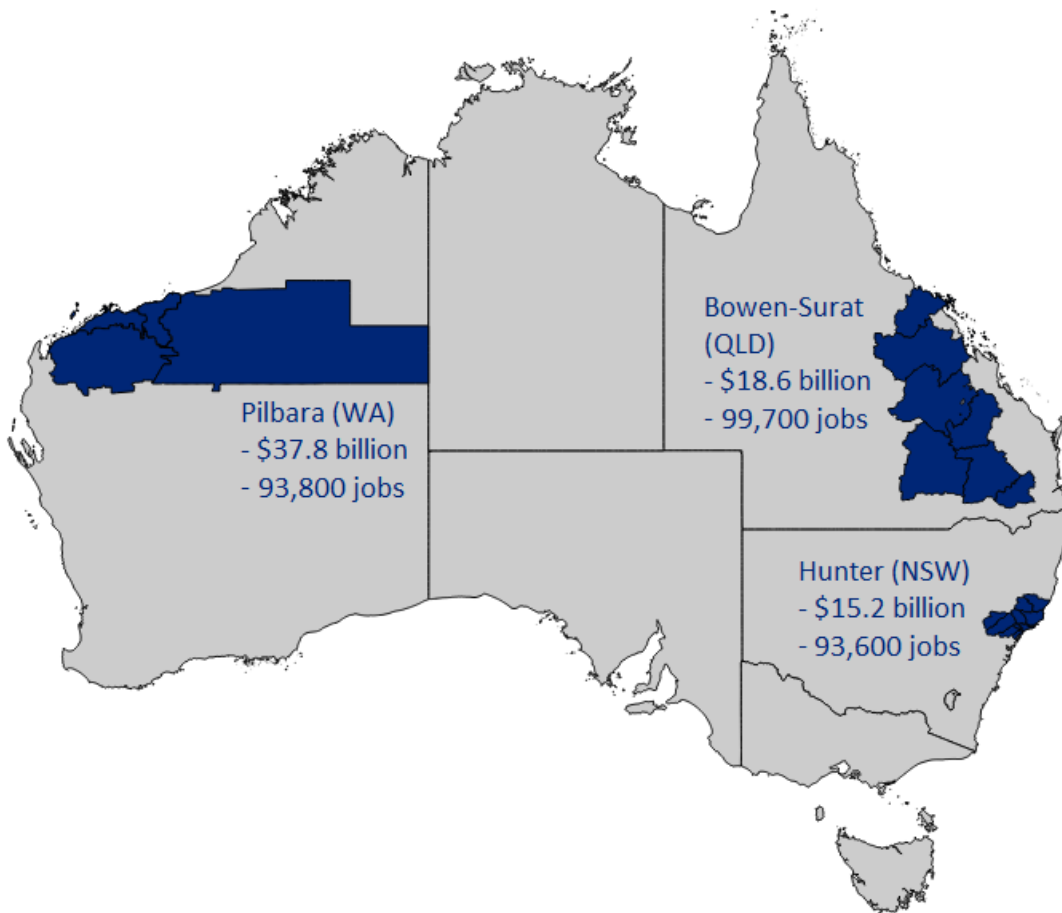 Pilbara (WA)
- $37.8 billion
- 93,800 jobs
Bowen-Surat
(QLD)
- $18.6 billion
- 99,700 jobs
Hunter (NSW)
- $15.2 billion
- 93,600 jobs